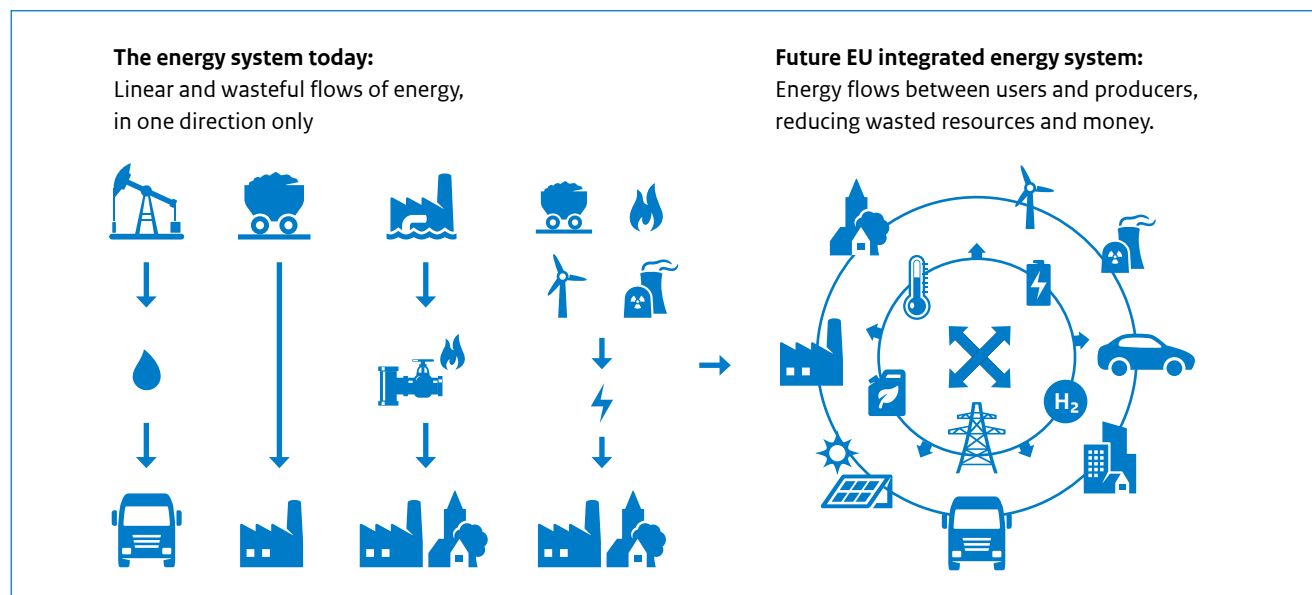 The energy system today:
Linear and wasteful flows of energy,
in one direction only
Future EU integrated energy system:
Energy flows between users and producers,
reducing wasted resources and money.
H₂